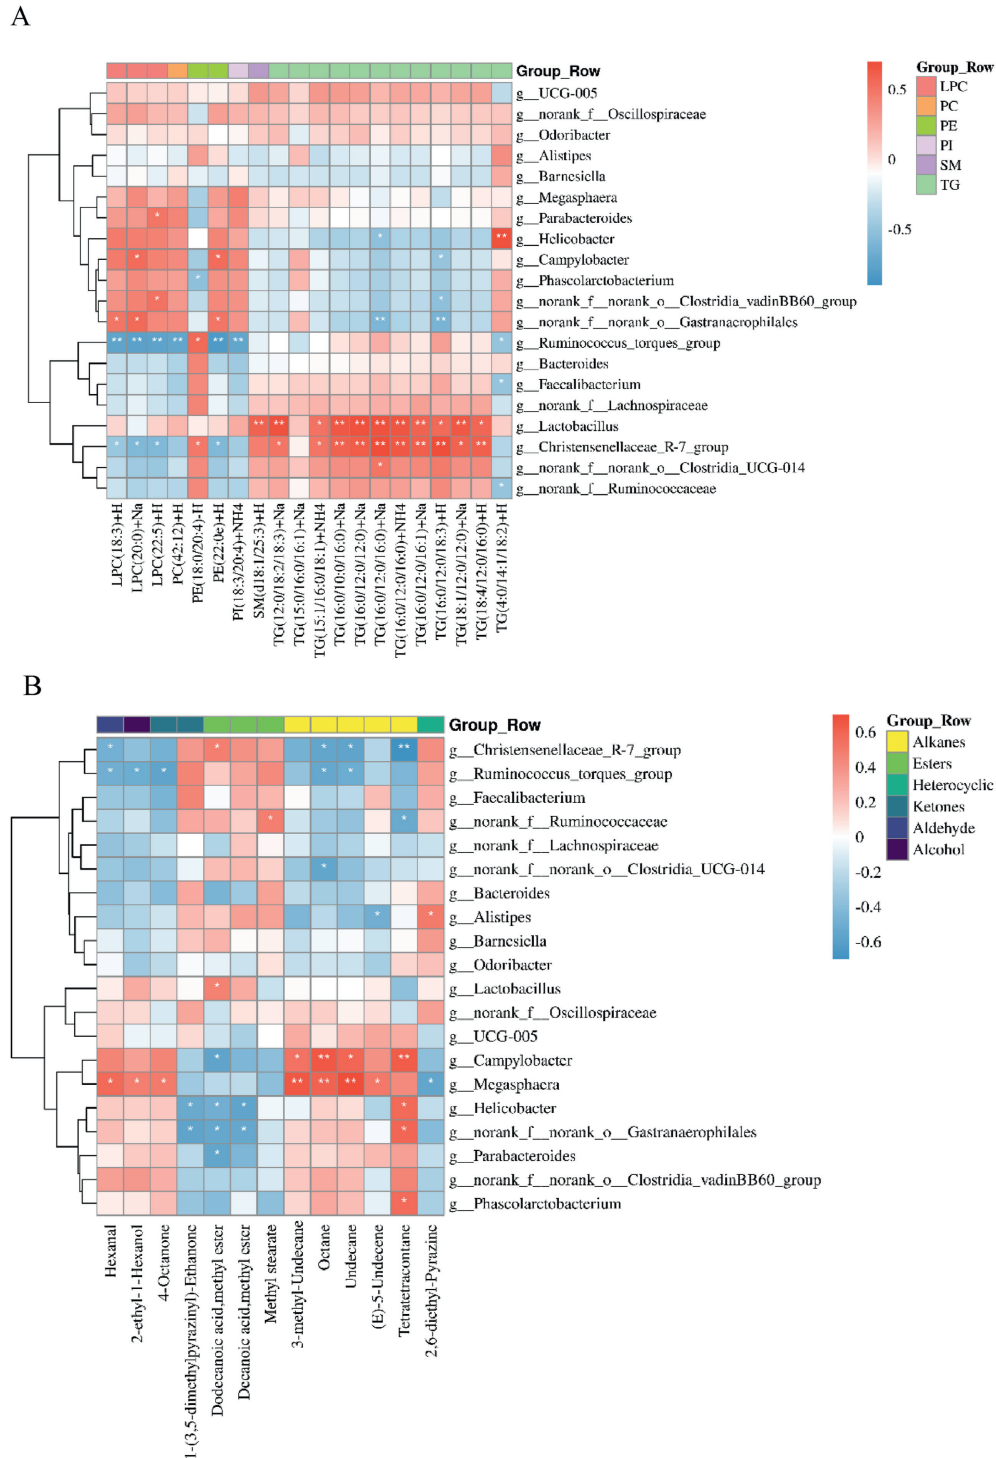 A
Group_Row
g__UCG-005
g__norank_f__Oscillospiraceae
g__Odoribacter
g__Alistipes
g__Barnesiella
g__Megasphaera
g__Parabacteroides
g__Helicobacter
g__Campylobacter
g__Phascolarctobacterium
g__norank_f__norank_o__Clostridia_vadinBB60_group
g__norank_f__norank_o__Gastranaerophilales
g__Ruminococcus_torques_group
g__Bacteroides
g__Faecalibacterium
g__norank_f__Lachnospiraceae
g__Lactobacillus
g__Christensenellaceae_R-7_group
g__norank_f__norank_o__Clostridia_UCG-014
g__norank_f__Ruminococcaceae
0.5
0
-0.5
Group_Row
LPC
PC
PE
PI
SM
TG
LPC(18:3)+H
LPC(20:0)+Na
LPC(22:5)+H
PC(42:12)+H
PE(18:0/20:4)-H
PE(22:0e)+H
PI(18:3/20:4)+NH4
SM(d18:1/25:3)+H
TG(12:0/18:2/18:3)+Na
TG(15:0/16:0/16:1)+Na
TG(15:1/16:0/18:1)+NH4
TG(16:0/10:0/16:0)+Na
TG(16:0/12:0/12:0)+Na
TG(16:0/12:0/16:0)+Na
TG(16:0/12:0/16:0)+NH4
TG(16:0/12:0/16:1)+Na
TG(16:0/12:0/18:3)+H
TG(18:1/12:0/12:0)+Na
TG(18:4/12:0/16:0)+H
TG(4:0/14:1/18:2)+H
B
Group_Row
g__Christensenellaceae_R-7_group
g__Ruminococcus_torques_group
g__Faecalibacterium
g__norank_f__Ruminococcaceae
g__norank_f__Lachnospiraceae
g__norank_f__norank_o__Clostridia_UCG-014
g__Bacteroides
g__Alistipes
g__Barnesiella
g__Odoribacter
g__Lactobacillus
g__norank_f__Oscillospiraceae
g__UCG-005
g__Campylobacter
g__Megasphaera
g__Helicobacter
g__norank_f__norank_o__Gastranaerophilales
g__Parabacteroides
g__norank_f__norank_o__Clostridia_vadinBB60_group
g__Phascolarctobacterium
0.6
0.4
0.2
0
-0.2
-0.4
-0.6
Group_Row
Alkanes
Esters
Heterocyclic
Ketones
Aldehyde
Alcohol
Hexanal
2-ethyl-1-Hexanol
4-Octanone
1-(3,5-dimethylpyrazinyl)-Ethanone
Dodecanoic acid,methyl ester
Decanoic acid,methyl ester
Methyl stearate
3-methyl-Undecane
Octane
Undecane
(E)-5-Undecene
Tetratetracontane
2,6-diethyl-Pyrazine